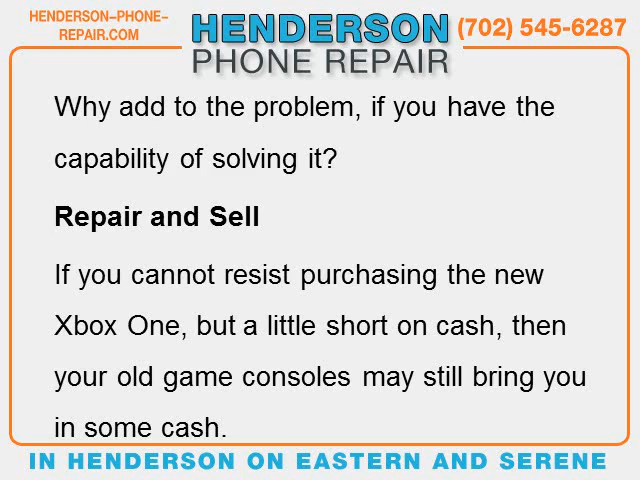 HENDERSON-PHONE-
REPAIR.COM
HENDERSON
PHONE REPAIR
(702) 545-6287
Why add to the problem, if you have the
capability of solving it?
Repair and Sell
If you cannot resist purchasing the new
Xbox One, but a little short on cash, then
your old game consoles may still bring you
in some cash.
IN HENDERSON ON EASTERN AND SERENE